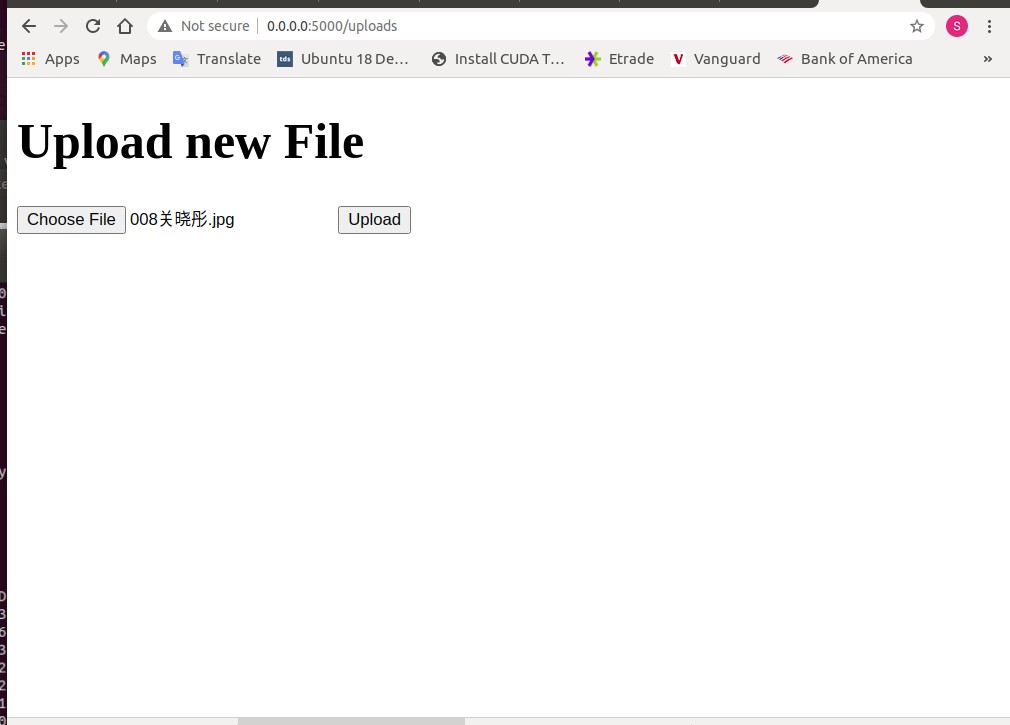 Not secure 0.0.0.0:5000/uploads S
Apps Maps Translate tds Ubuntu 18 De... Install CUDA T... Etrade V Vanguard Bank of America »
Upload new File
Choose File 008关晓彤.jpg Upload